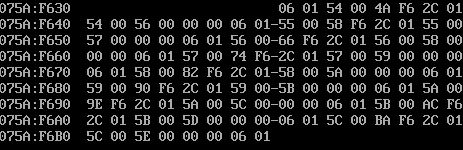 075A:F630                               06 01 54 00 4A F6 2C 01
075A:F640  54 00 56 00 00 00 06 01-55 00 58 F6 2C 01 55 00
075A:F650  57 00 00 00 06 01 56 00-66 F6 2C 01 56 00 58 00
075A:F660  00 00 06 01 57 00 74 F6-2C 01 57 00 59 00 00 00
075A:F670  06 01 58 00 82 F6 2C 01-58 00 5A 00 00 00 06 01
075A:F680  59 00 90 F6 2C 01 59 00-5B 00 00 00 06 01 5A 00
075A:F690  9E F6 2C 01 5A 00 5C 00-00 00 06 01 5B 00 AC F6
075A:F6A0  2C 01 5B 00 5D 00 00 00-06 01 5C 00 BA F6 2C 01
075A:F6B0  5C 00 5E 00 00 00 06 01